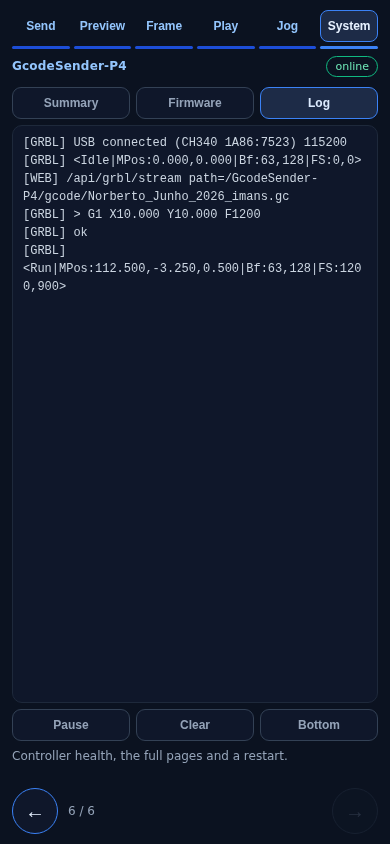 Send Preview Frame Play Jog System
GcodeSender-P4 online
Summary Firmware Log
[GRBL] USB connected (CH340 1A86:7523) 115200
[GRBL] <Idle|MPos:0.000,0.000|Bf:63,128|FS:0,0>
[WEB] /api/grbl/stream path=/GcodeSender-
P4/gcode/Norberto_Junho_2026_imans.gc
[GRBL] > G1 X10.000 Y10.000 F1200
[GRBL] ok
[GRBL]
<Run|MPos:112.500,-3.250,0.500|Bf:63,128|FS:120
0,900>
Pause Clear Bottom
Controller health, the full pages and a restart.
← 6 / 6 →